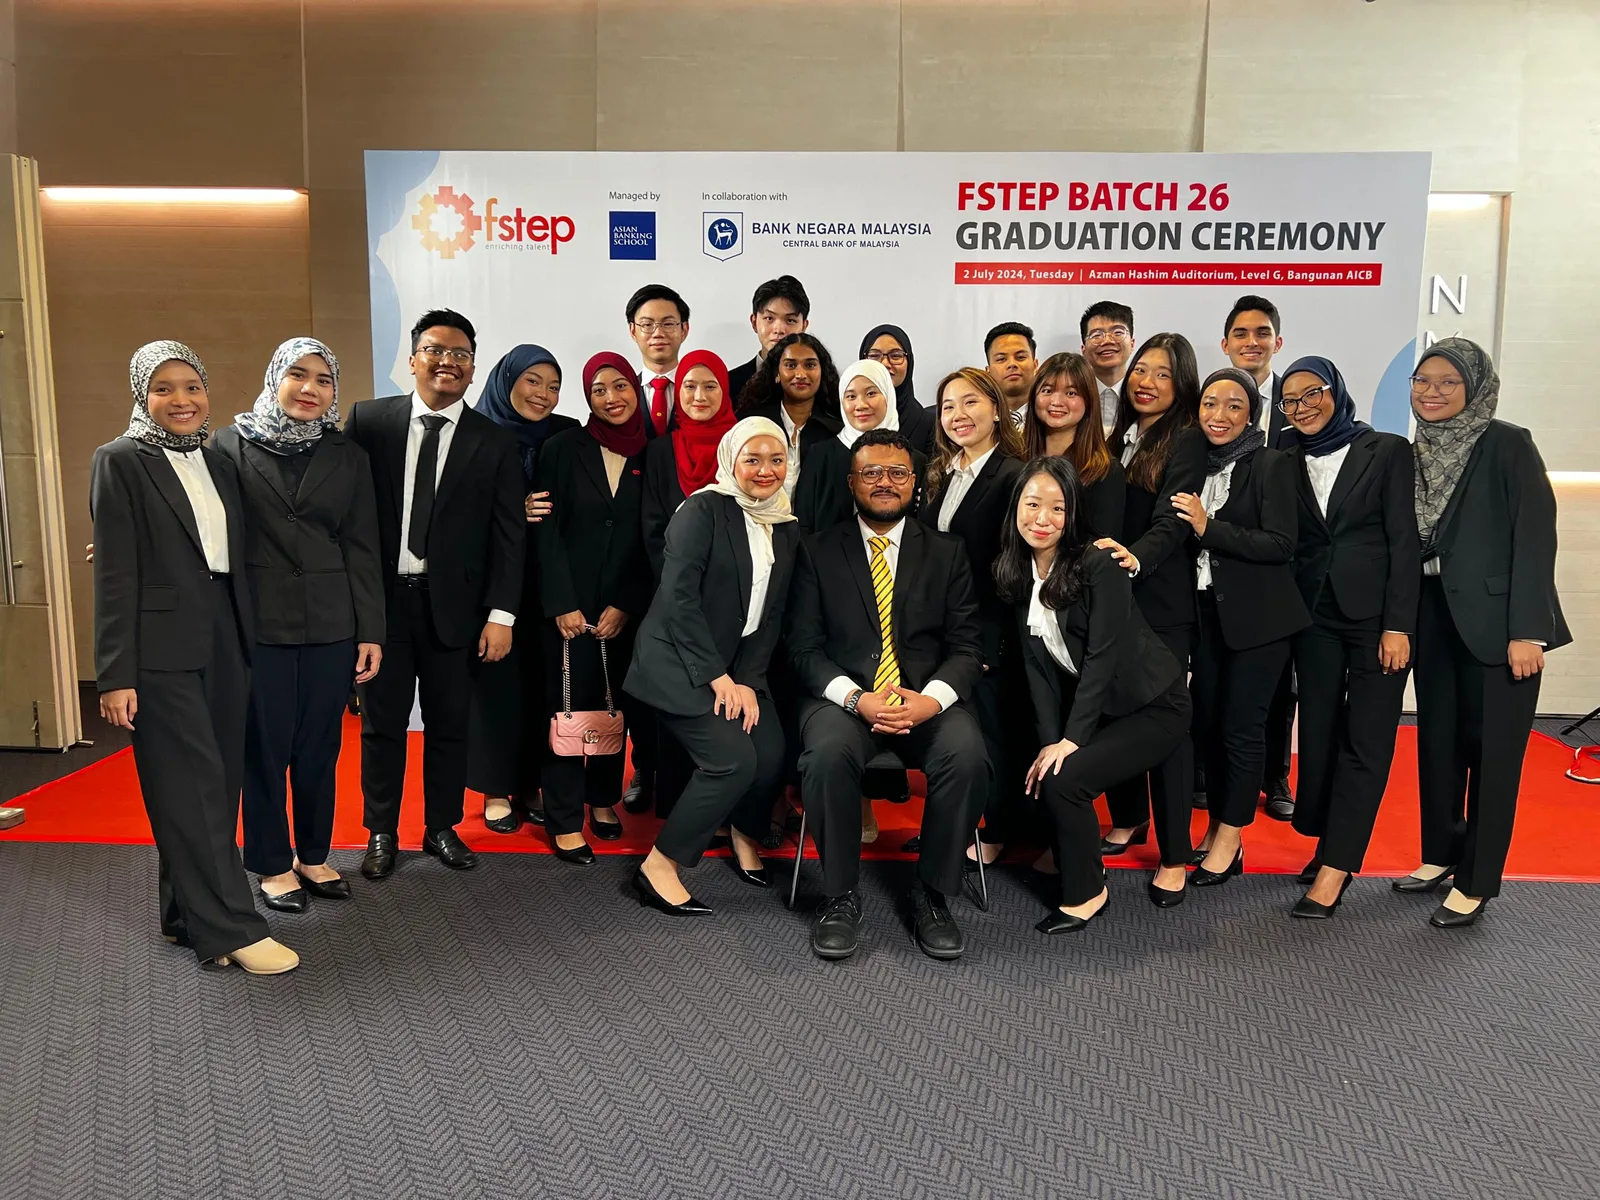 fstep
enriching talent
Managed by
ASIAN
BANKING
SCHOOL
In collaboration with
BANK NEGARA MALAYSIA
CENTRAL BANK OF MALAYSIA
FSTEP BATCH 26
GRADUATION CEREMONY
2 July 2024, Tuesday | Azman Hashim Auditorium, Level G, Bangunan AICB
N